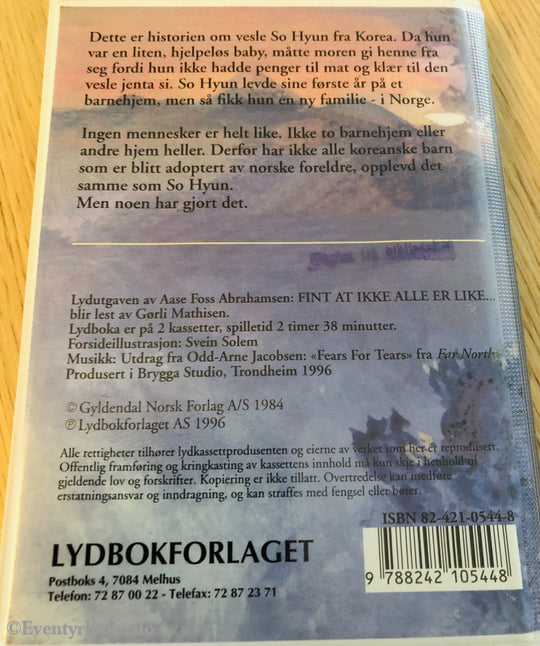 Dette er historien om vesle So Hyun fra Korea. Da hun
var en liten, hjelpeløs baby, måtte moren gi henne fra
seg fordi hun ikke hadde penger til mat og klær til den
vesle jenta si. So Hyun levde sine første år på et
barnehjem, men så fikk hun en ny familie - i Norge.
Ingen mennesker er helt like. Ikke to barnehjem eller
andre hjem heller. Derfor har ikke alle koreanske barn
som er blitt adoptert av norske foreldre, opplevd det
samme som So Hyun.
Men noen har gjort det.
Lydutgaven av Aase Foss Abrahamsen: FINT AT IKKE ALLE ER LIKE...
blir lest av Gørli Mathisen.
Lydboka er på 2 kassetter, spilletid 2 timer 38 minutter.
Forsideillustrasjon: Svein Solem
Musikk: Utdrag fra Odd-Arne Jacobsen: «Fears For Tears» fra Far North.
Produsert i Brygga Studio, Trondheim 1996
© Gyldendal Norsk Forlag A/S 1984
℗ Lydbokforlaget AS 1996
Alle rettigheter tilhører lydkassettprodusenten og eierne av verket som her er reprodusert.
Offentlig framføring og kringkasting av kassettens innhold må kun skje i henhold til
gjeldende lov og forskrifter. Kopiering er ikke tillatt. Overtredelse kan medføre
erstatningsansvar og inndragning, og kan straffes med fengsel eller bøter.
ISBN 82-421-0544-8
LYDBOKFORLAGET
Postboks 4, 7084 Melhus
Telefon: 72 87 00 22 - Telefax: 72 87 23 71
9 788242 105448